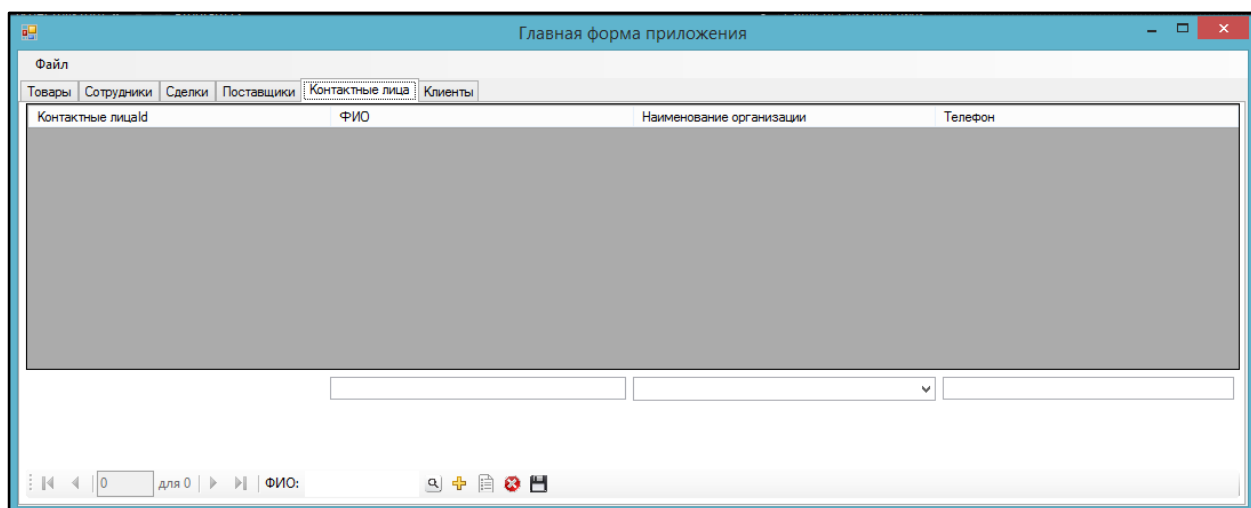 Главная форма приложения
Файл
Товары Сотрудники Сделки Поставщики Контактные лица Клиенты
Контактные лицаId ФИО Наименование организации Телефон
0 для 0 ФИО: